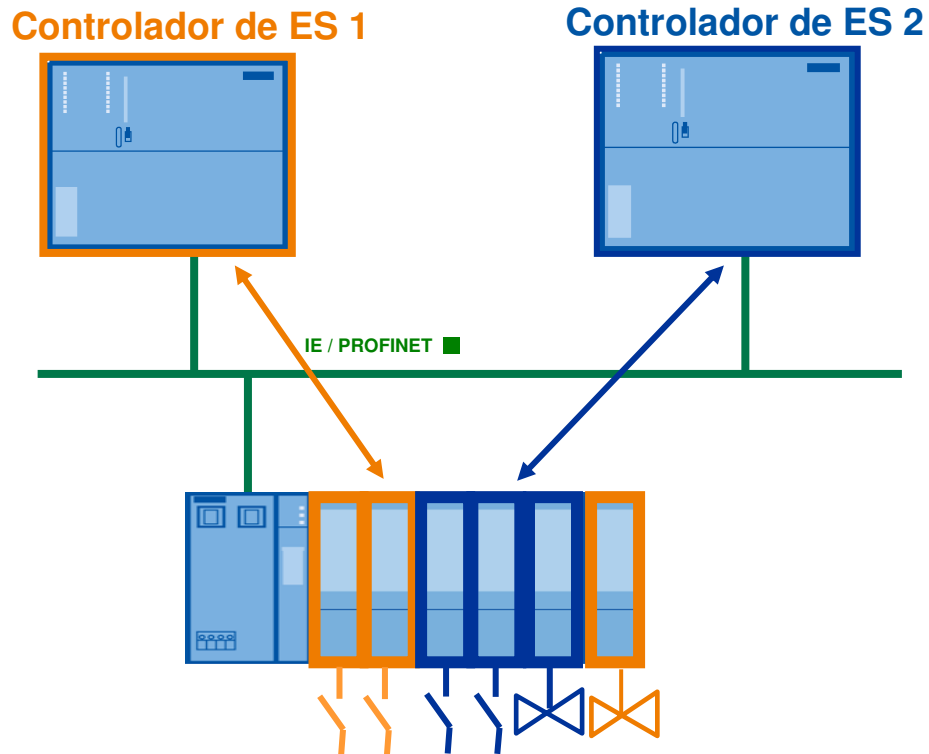 Controlador de ES 1
Controlador de ES 2
IE / PROFINET